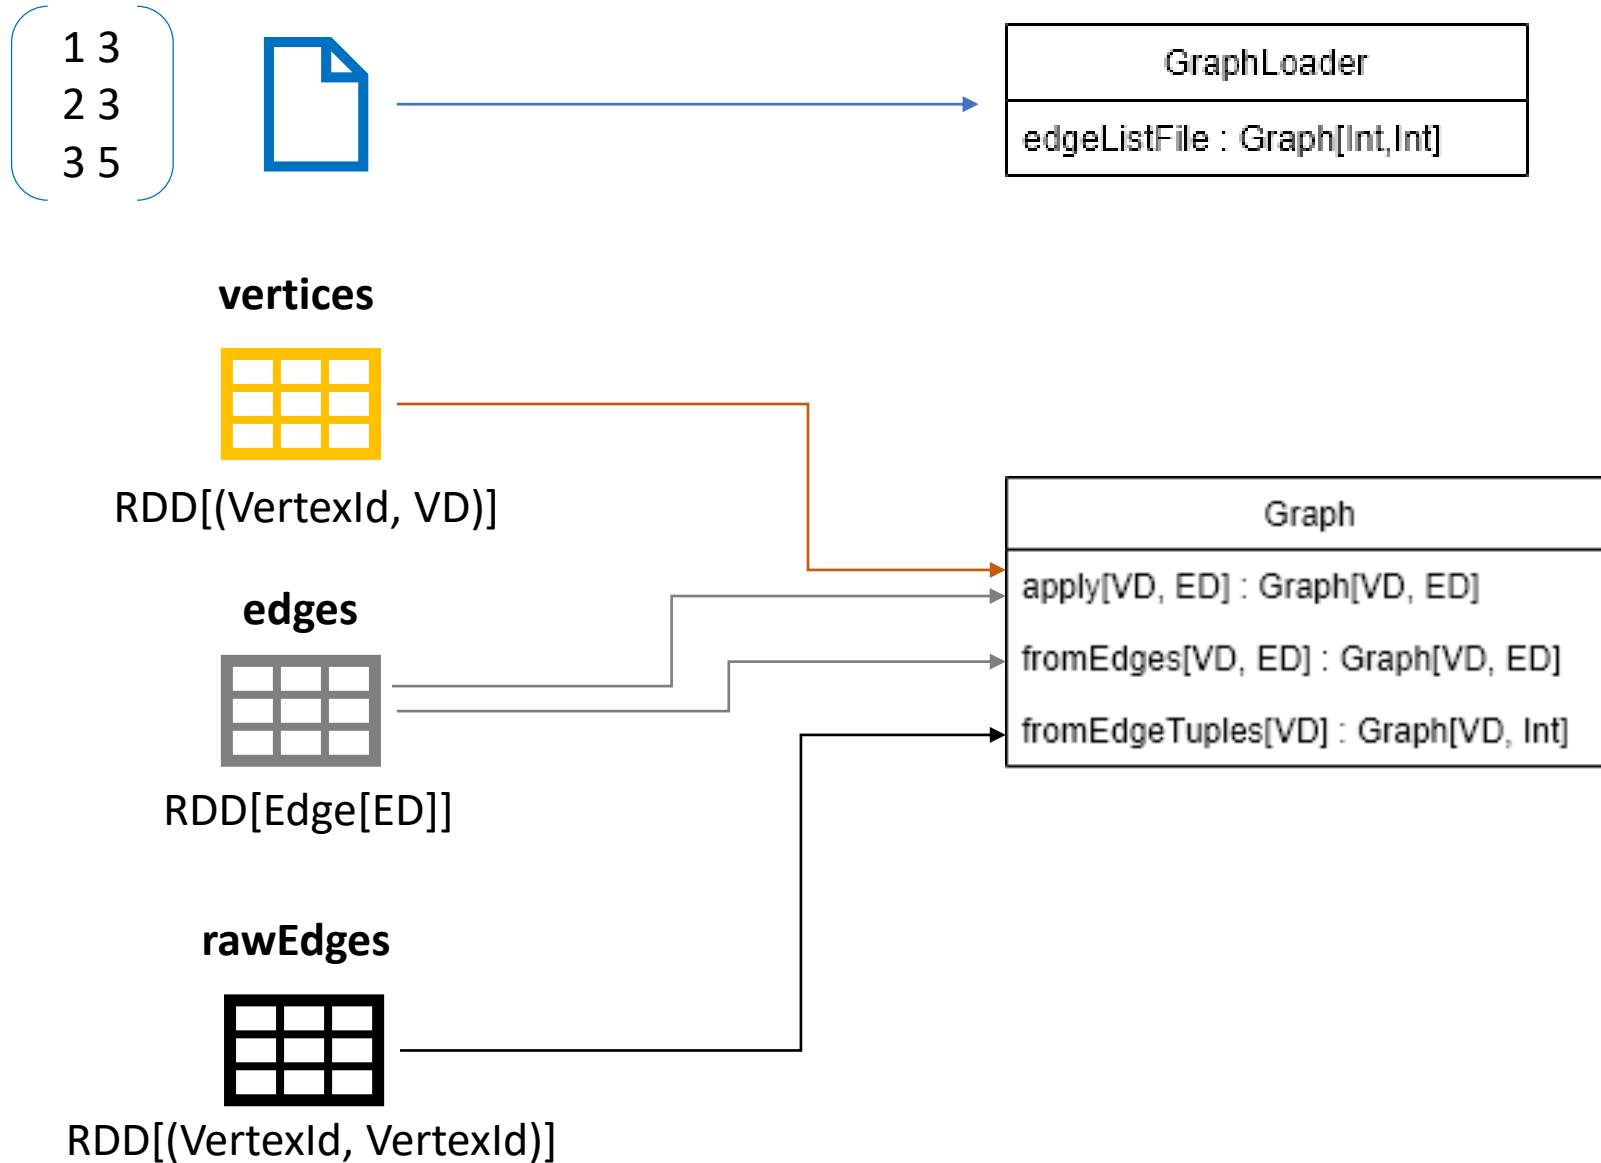 1 3
2 3
3 5
GraphLoader
edgeListFile : Graph[Int,Int]
vertices
RDD[(VertexId, VD)]
edges
RDD[Edge[ED]]
rawEdges
RDD[(VertexId, VertexId)]
Graph
apply[VD, ED] : Graph[VD, ED]
fromEdges[VD, ED] : Graph[VD, ED]
fromEdgeTuples[VD] : Graph[VD, Int]